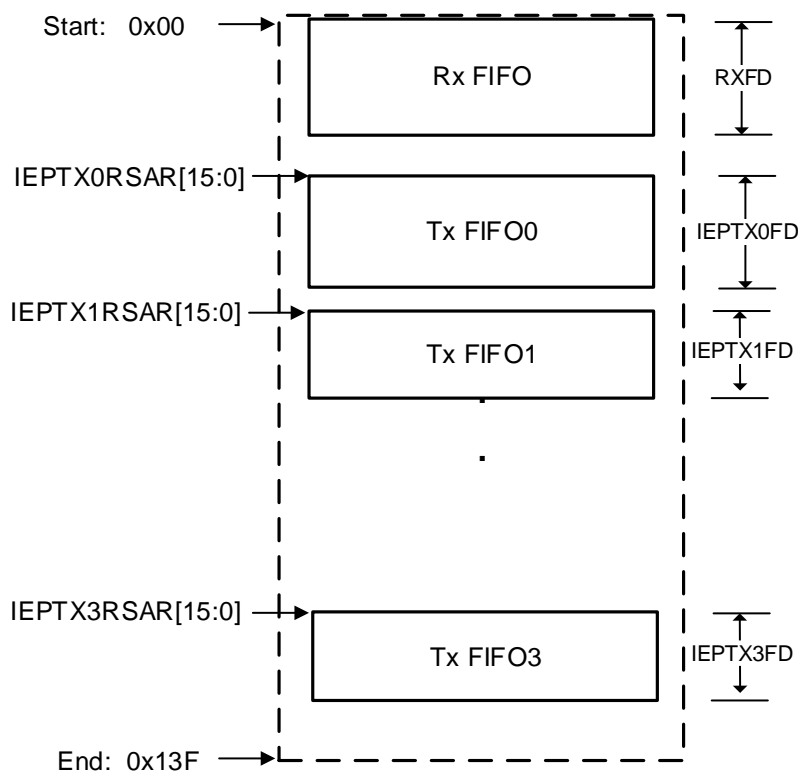 Start: 0x00
Rx FIFO
RXFD
IEPTX0RSAR[15:0]
Tx FIFO0
IEPTX0FD
IEPTX1RSAR[15:0]
Tx FIFO1
IEPTX1FD
.
.
IEPTX3RSAR[15:0]
Tx FIFO3
IEPTX3FD
End: 0x13F